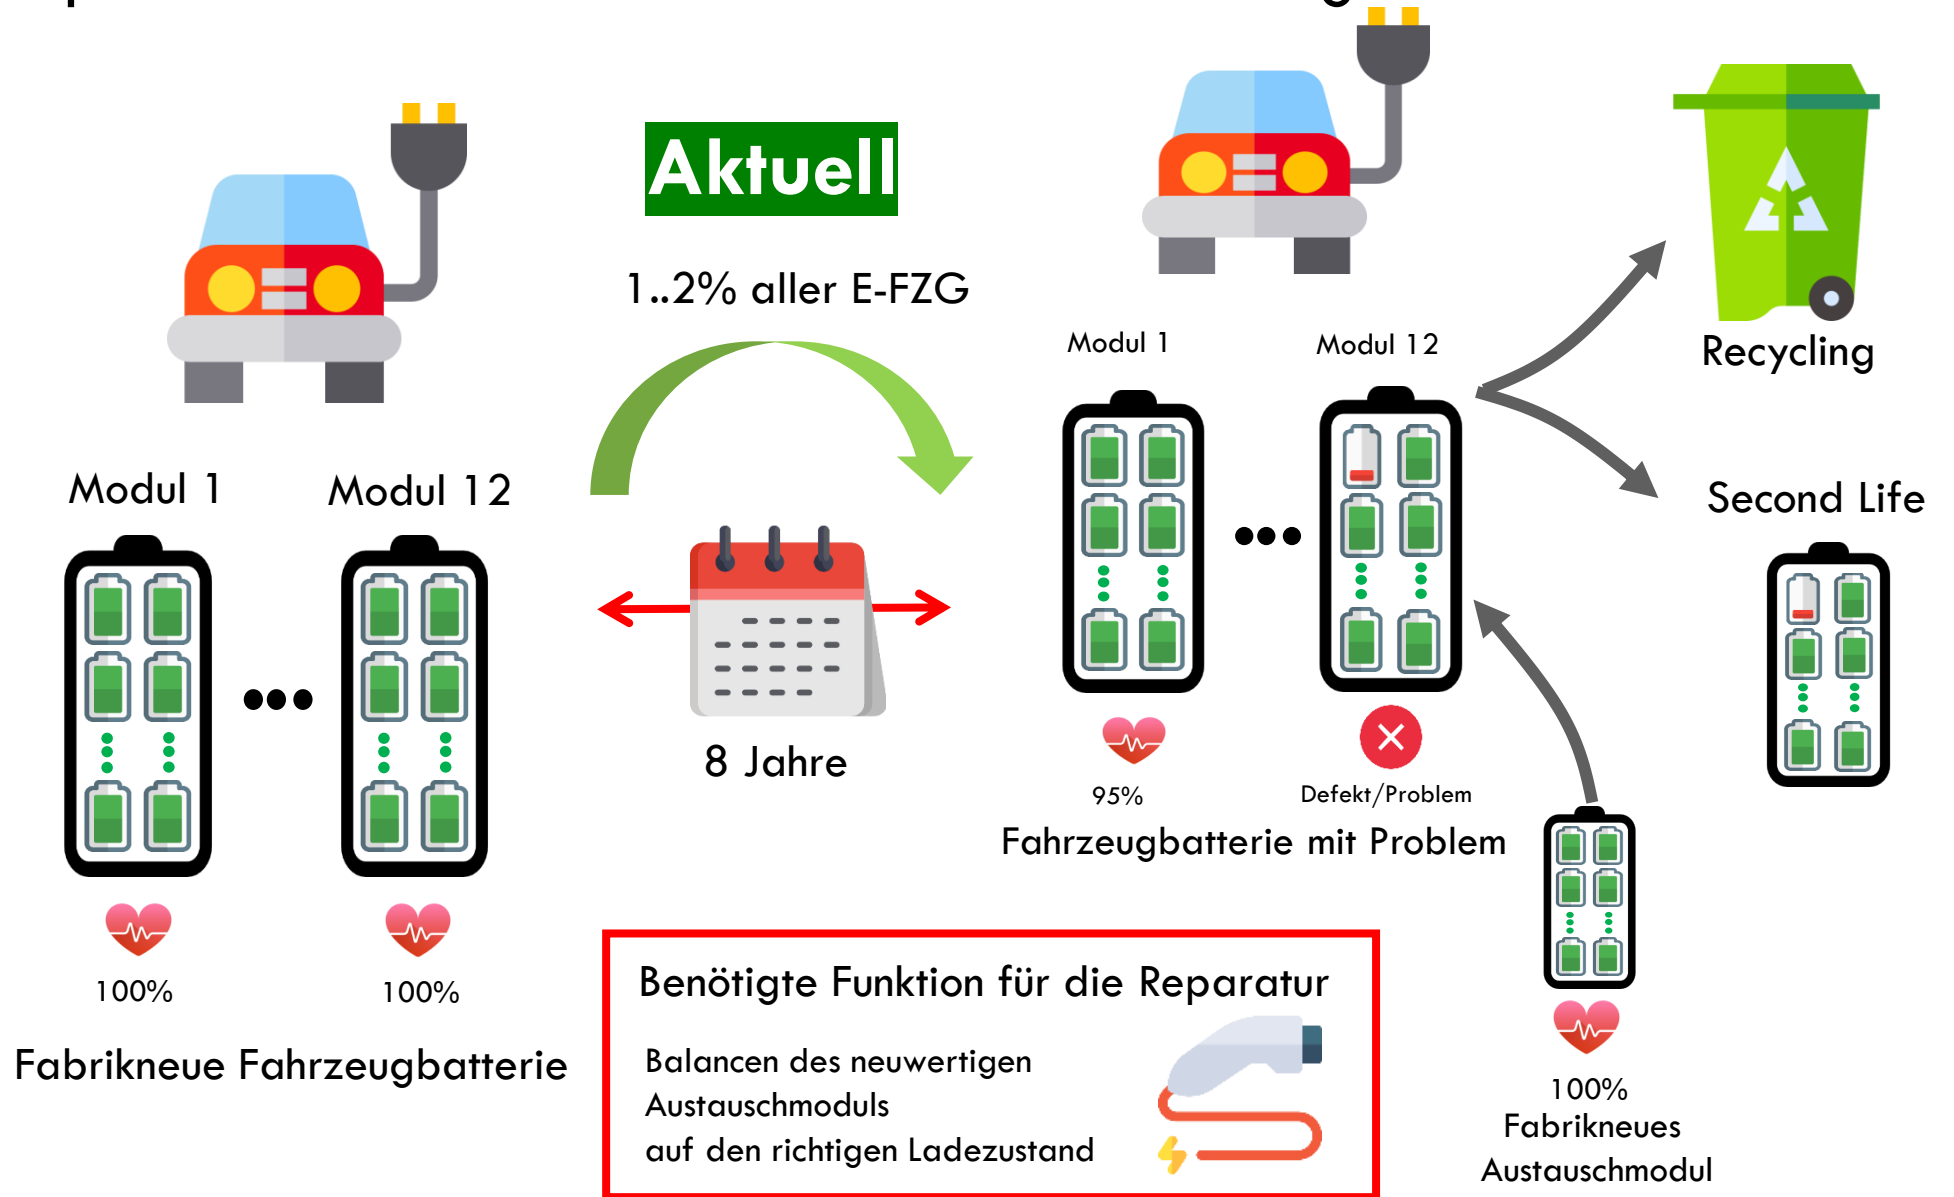 Aktuell
1..2% aller E-FZG
Modul 1
Modul 12
Recycling
Modul 1
Modul 12
Second Life
8 Jahre
95%
Defekt/Problem
Fahrzeugbatterie mit Problem
100%
100%
Fabrikneue Fahrzeugbatterie
Benötigte Funktion für die Reparatur
Balancen des neuwertigen
Austauschmoduls
auf den richtigen Ladezustand
100%
Fabrikneues
Austauschmodul